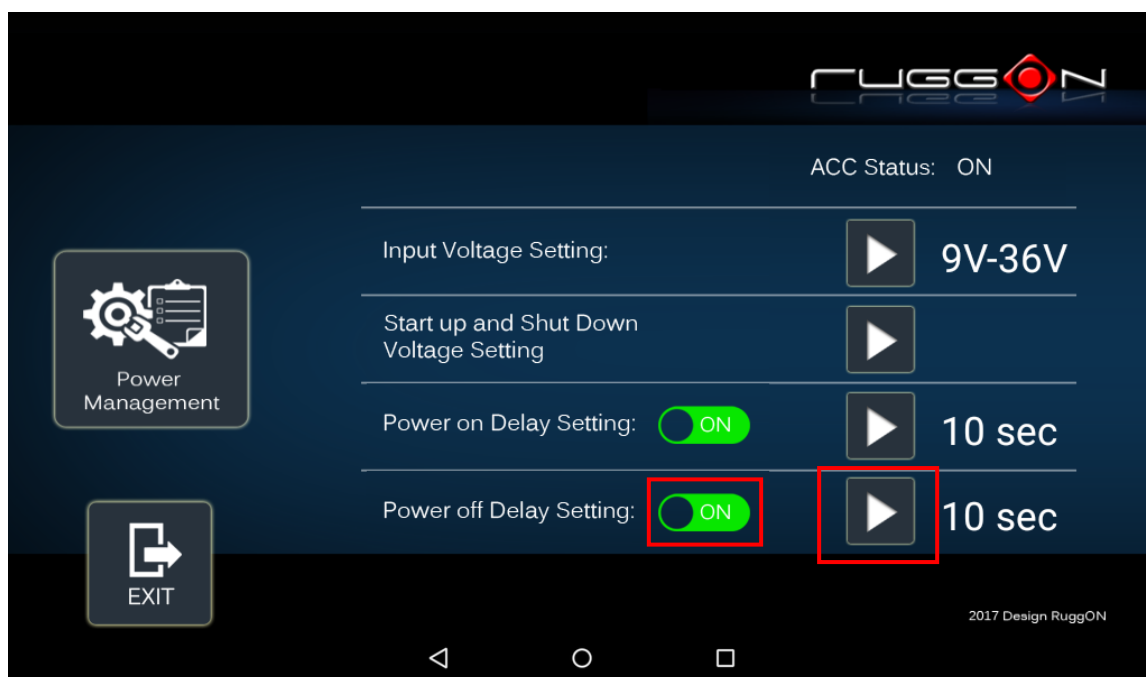 RUGGON
ACC Status: ON
Input Voltage Setting:
9V-36V
Start up and Shut Down
Voltage Setting
Power
Management
Power on Delay Setting:
ON
10 sec
Power off Delay Setting:
ON
10 sec
EXIT
2017 Design RuggON